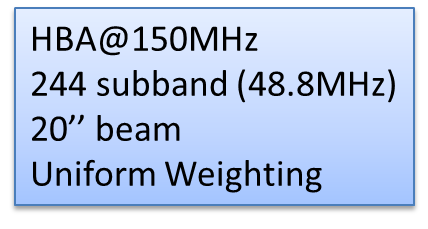 HBA@150MHz
244 subband (48.8MHz)
20’’ beam
Uniform Weighting